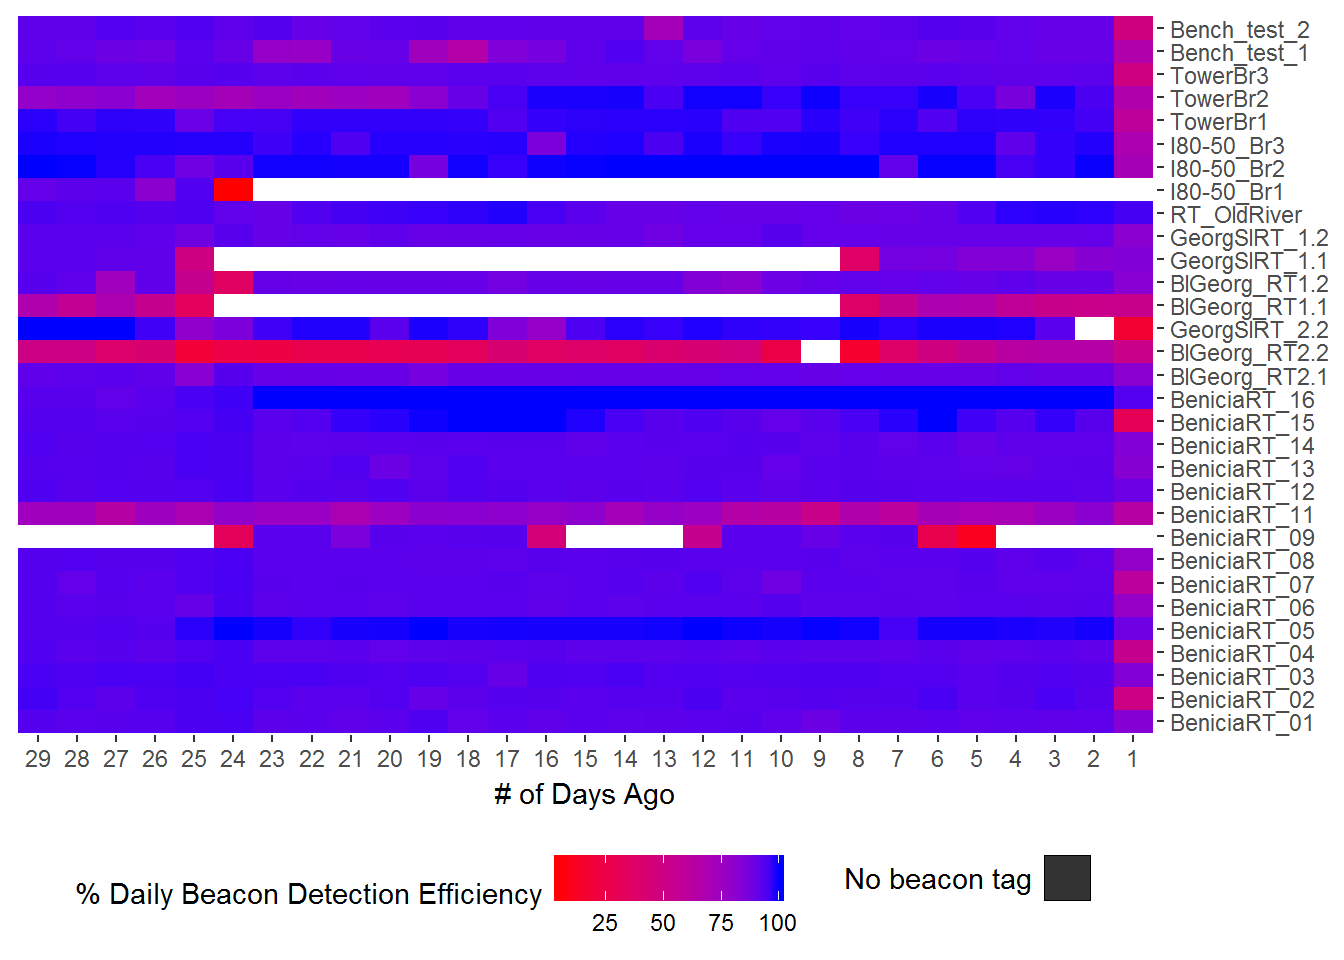 Bench_test_2
Bench_test_1
TowerBr3
TowerBr2
TowerBr1
I80-50_Br3
I80-50_Br2
I80-50_Br1
RT_OldRiver
GeorgSlRT_1.2
GeorgSlRT_1.1
BlGeorg_RT1.2
BlGeorg_RT1.1
GeorgSlRT_2.2
BlGeorg_RT2.2
BlGeorg_RT2.1
BeniciaRT_16
BeniciaRT_15
BeniciaRT_14
BeniciaRT_13
BeniciaRT_12
BeniciaRT_11
BeniciaRT_09
BeniciaRT_08
BeniciaRT_07
BeniciaRT_06
BeniciaRT_05
BeniciaRT_04
BeniciaRT_03
BeniciaRT_02
BeniciaRT_01
29 28 27 26 25 24 23 22 21 20 19 18 17 16 15 14 13 12 11 10 9 8 7 6 5 4 3 2 1
# of Days Ago
% Daily Beacon Detection Efficiency
25 50 75 100
No beacon tag